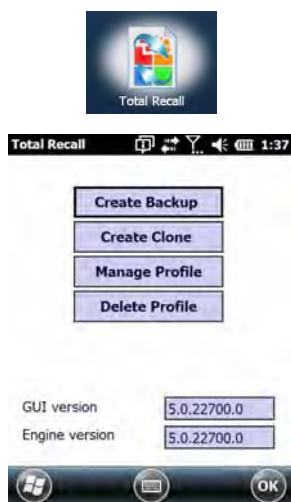 Total Recall
Total Recall 1:37
Create Backup
Create Clone
Manage Profile
Delete Profile
GUI version 5.0.22700.0
Engine version 5.0.22700.0
OK